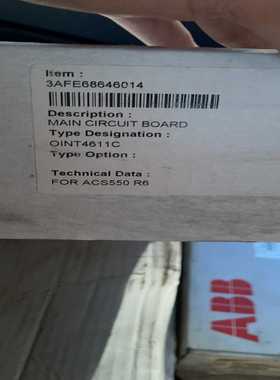 Item :
3AFE68646014
Description :
MAIN CIRCUIT BOARD
Type Designation :
OINT4611C
Type Option :
Technical Data :
FOR ACS550 R6
ABB